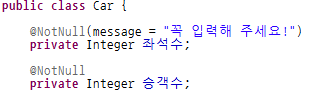 public class Car {
@NotNull(message = "꼭 입력해 주세요!")
private Integer 좌석수;
@NotNull
private Integer 승객수;